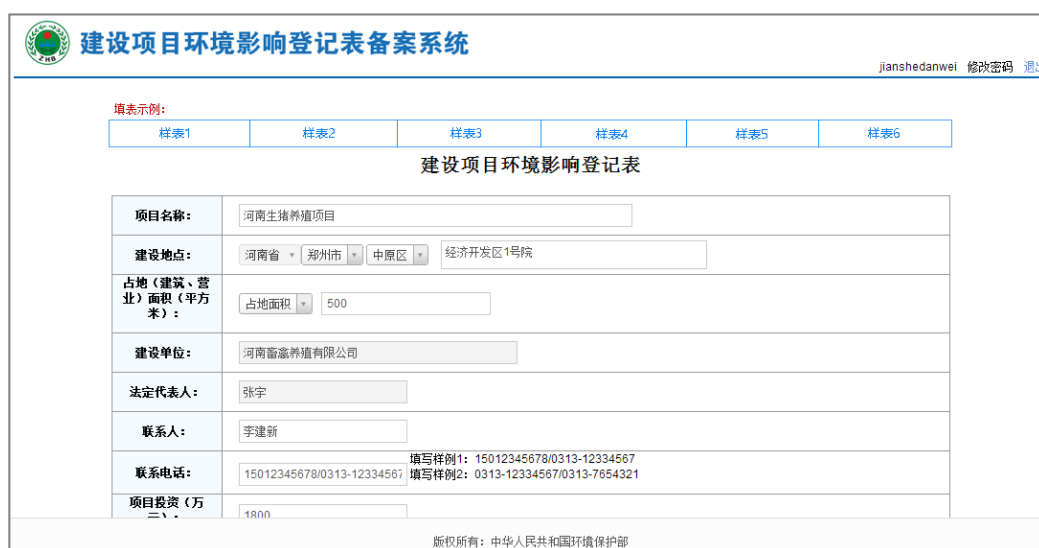 ZHB
建设项目环境影响登记表备案系统
jianshedanwei 修改密码 退出
填表示例：
样表1 样表2 样表3 样表4 样表5 样表6
建设项目环境影响登记表
项目名称： 河南生猪养殖项目
建设地点： 河南省 郑州市 中原区 经济开发区1号院
占地（建筑、营
业）面积（平方
米）： 占地面积 500
建设单位： 河南畜鑫养殖有限公司
法定代表人： 张宇
联系人： 李建新
填写样例1：15012345678/0313-12334567
联系电话： 15012345678/0313-12334567 填写样例2：0313-12334567/0313-7654321
项目投资（万
元）： 1800
版权所有：中华人民共和国环境保护部